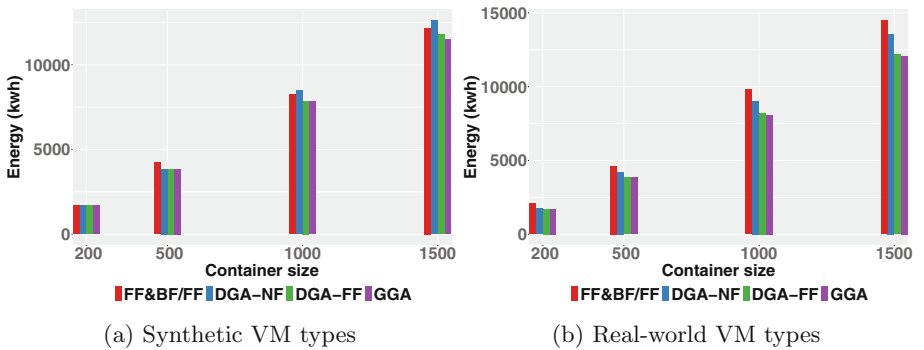 Energy (kwh)
10000
5000
0
200 500 1000 1500
Container size
FF&BF/FF DGA-NF DGA-FF GGA
(a) Synthetic VM types
Energy (kwh)
15000
10000
5000
0
200 500 1000 1500
Container size
FF&BF/FF DGA-NF DGA-FF GGA
(b) Real-world VM types